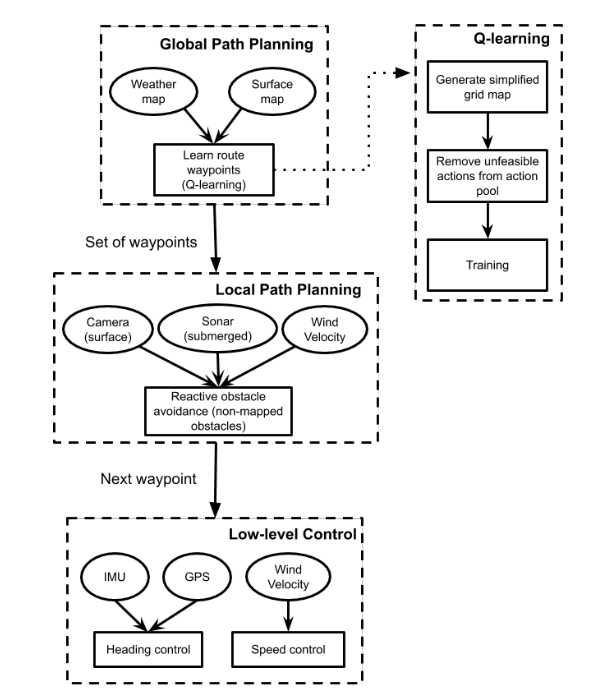 Global Path Planning
Weather
map
Surface
map
Learn route
waypoints
(Q-learning)
Q-learning
Generate simplified
grid map
Remove unfeasible
actions from action
pool
Training
Set of waypoints
Local Path Planning
Camera
(surface)
Sonar
(submerged)
Wind
Velocity
Reactive obstacle
avoidance (non-mapped
obstacles)
Next waypoint
Low-level Control
IMU
GPS
Wind
Velocity
Heading control
Speed control